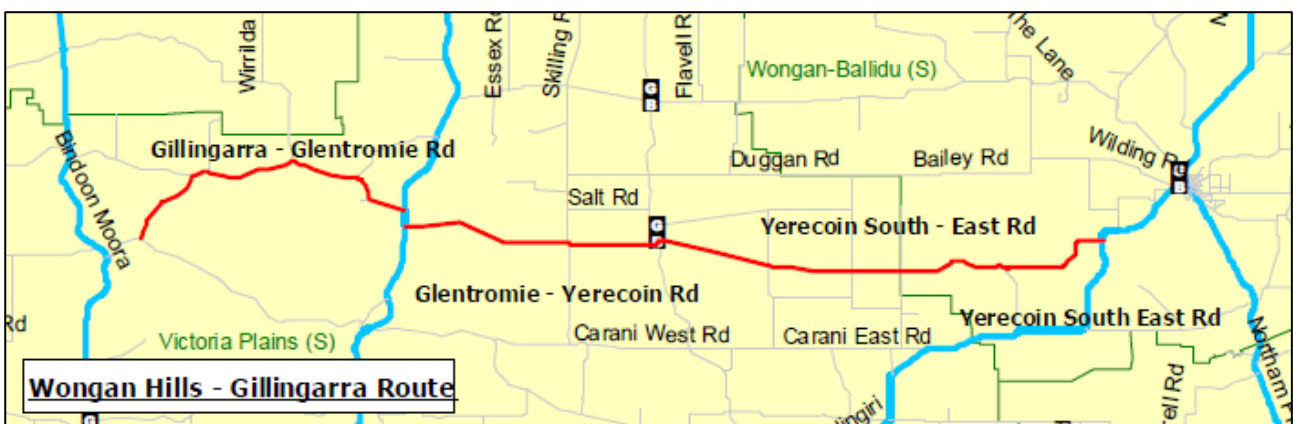 Wirrilda
Essex Rd
Skilling R
Flavell R
The Lane
N
Wongan-Ballidu (S)
G
B
Bindoon Moora
Gillingarra - Glentromie Rd
Duggan Rd
Bailey Rd
Wilding R
G
B
Salt Rd
G
Yerecoin South - East Rd
Glentromie - Yerecoin Rd
Rd
Victoria Plains (S)
Carani West Rd
Carani East Rd
Yerecoin South East Rd
Northam P
Wongan Hills - Gillingarra Route
ingiri
rell Rd
G